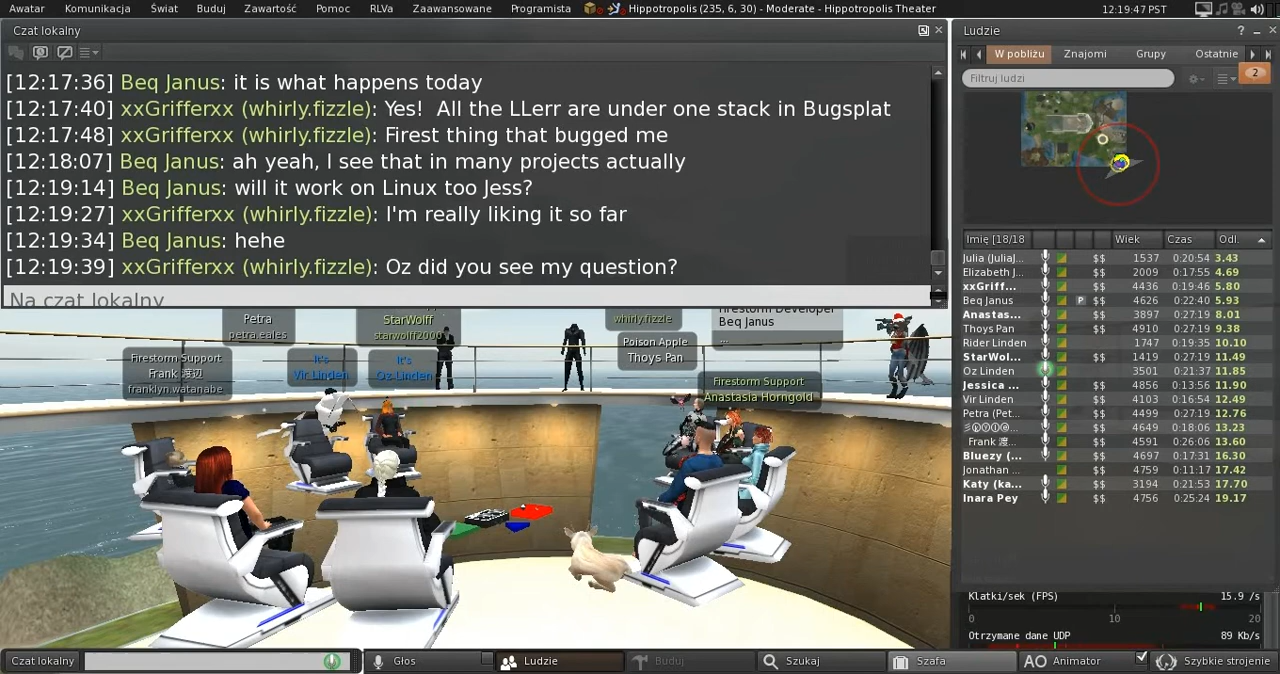 Awatar Komunikacja Świat Buduj Zawartość Pomoc RLVa Zaawansowane Programista Hippotropolis (235, 6, 30) - Moderate - Hippotropolis Theater 12:19:47 PST
Czat lokalny
[12:17:36] Beq Janus: it is what happens today
[12:17:40] xxGrifferxx (whirly.fizzle): Yes!  All the LLerr are under one stack in Bugsplat
[12:17:48] xxGrifferxx (whirly.fizzle): Firest thing that bugged me
[12:18:07] Beq Janus: ah yeah, I see that in many projects actually
[12:19:14] Beq Janus: will it work on Linux too Jess?
[12:19:27] xxGrifferxx (whirly.fizzle): I'm really liking it so far
[12:19:34] Beq Janus: hehe
[12:19:39] xxGrifferxx (whirly.fizzle): Oz did you see my question?
Na czat lokalny
Petra
petra.eales
StarWolff
starwolff2000
whirly.fizzle
Firestorm Developer
Beq Janus
...
Firestorm Support
Frank 渡辺
franklyn.watanabe
It's
Vir Linden
It's
Oz Linden
Poison Apple
Thoys Pan
Firestorm Support
Anastasia Horngold
Ludzie
? _ ×
W pobliżu Znajomi Grupy Ostatnie
Filtruj ludzi
2
Imię [18/18 Wiek Czas Odl.
Julia (JuliaJ... $$ 1537 0:20:54 3.43
Elizabeth J... $$ 2009 0:17:55 4.69
xxGriff... $$ 4436 0:19:46 5.80
Beq Janus P $$ 4626 0:22:40 5.93
Anastas... $$ 3897 0:27:19 8.01
Thoys Pan $$ 4910 0:27:19 9.38
Rider Linden 1747 0:19:35 10.10
StarWol... $$ 1419 0:27:19 11.49
Oz Linden 3501 0:21:37 11.85
Jessica ... $$ 4856 0:13:56 11.90
Vir Linden $$ 4103 0:16:54 12.49
Petra (Pet... $$ 4499 0:27:19 12.76
$$ 4649 0:18:06 13.23
Frank 渡... $$ 4591 0:26:06 13.60
Bluezy (... $$ 4697 0:17:31 16.30
Jonathan ... $$ 4759 0:11:17 17.42
Katy (ka... $$ 3194 0:21:53 17.70
Inara Pey $$ 4756 0:25:24 19.17
Klatki/sek (FPS) 15.9 /s
0 10 20
Otrzymane dane UDP 89 Kb/s
Czat lokalny Głos Ludzie Buduj Szukaj Szafa AO Animator Szybkie strojenie